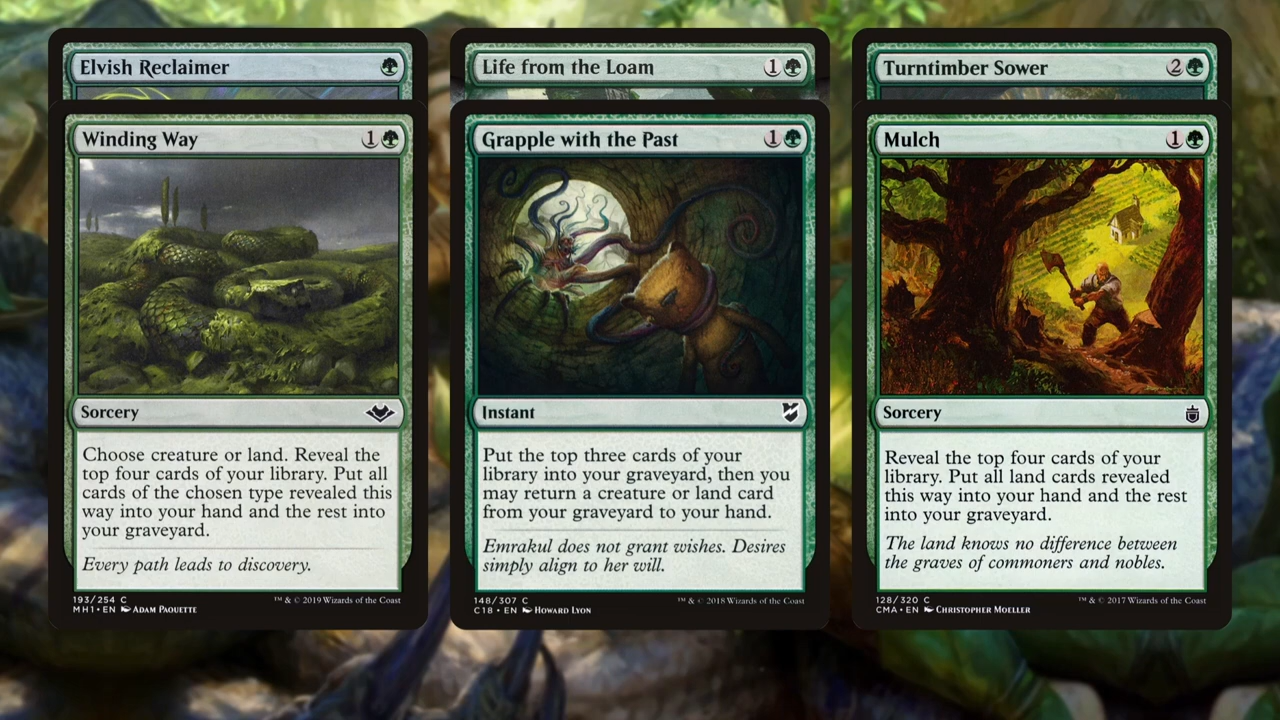 Elvish Reclaimer
Winding Way 1
Choose creature or land. Reveal the
top four cards of your library. Put all
cards of the chosen type revealed this
way into your hand and the rest into
your graveyard.
Every path leads to discovery.
Sorcery
193/254 C
MH1 • EN Adam Paquette
™ & © 2019 Wizards of the Coast
Life from the Loam 1
Grapple with the Past 1
Instant
Put the top three cards of your
library into your graveyard, then you
may return a creature or land card
from your graveyard to your hand.
Emrakul does not grant wishes. Desires
simply align to her will.
148/307 C
C18 • EN Howard Lyon
™ & © 2018 Wizards of the Coast
Turntimber Sower 2
Mulch 1
Sorcery
Reveal the top four cards of your
library. Put all land cards revealed
this way into your hand and the rest
into your graveyard.
The land knows no difference between
the graves of commoners and nobles.
128/320 C
CMA • EN Christopher Moeller
™ & © 2017 Wizards of the Coast